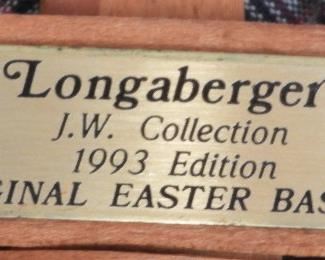 Longaberger
J.W. Collection
1993 Edition
GINAL EASTER BAS